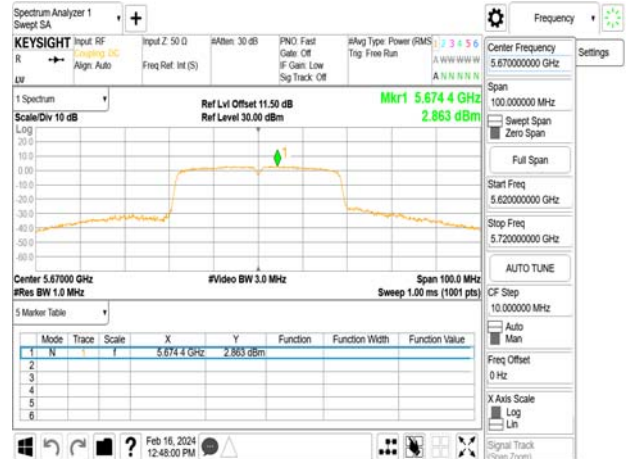 Spectrum Analyzer 1
Swept SA
+
Frequency
KEYSIGHT
R
Input: RF
Coupling: DC
Align: Auto
Input Z: 50 Ω
Freq Ref: Int (S)
#Atten: 30 dB
PNO: Fast
Gate: Off
IF Gain: Low
Sig Track: Off
#Avg Type: Power (RMS
Trig: Free Run
1 2 3 4 5 6
A W W W W W
A N N N N N
1 Spectrum
Scale/Div 10 dB
Ref Lvl Offset 11.50 dB
Ref Level 30.00 dBm
Mkr1 5.674 4 GHz
2.863 dBm
Log
20.0
10.0
0.00
-10.0
-20.0
-30.0
-40.0
-50.0
-60.0
1
Center 5.67000 GHz
#Res BW 1.0 MHz
#Video BW 3.0 MHz
Span 100.0 MHz
Sweep 1.00 ms (1001 pts)
5 Marker Table
Mode Trace Scale X Y Function Function Width Function Value
1 N 1 f 5.674 4 GHz 2.863 dBm
2
3
4
5
6
Feb 16, 2024
12:48:00 PM
Center Frequency
5.670000000 GHz
Settings
Span
100.000000 MHz
Swept Span
Zero Span
Full Span
Start Freq
5.620000000 GHz
Stop Freq
5.720000000 GHz
AUTO TUNE
CF Step
10.000000 MHz
Auto
Man
Freq Offset
0 Hz
X Axis Scale
Log
Lin
Signal Track
(Span Zoom)